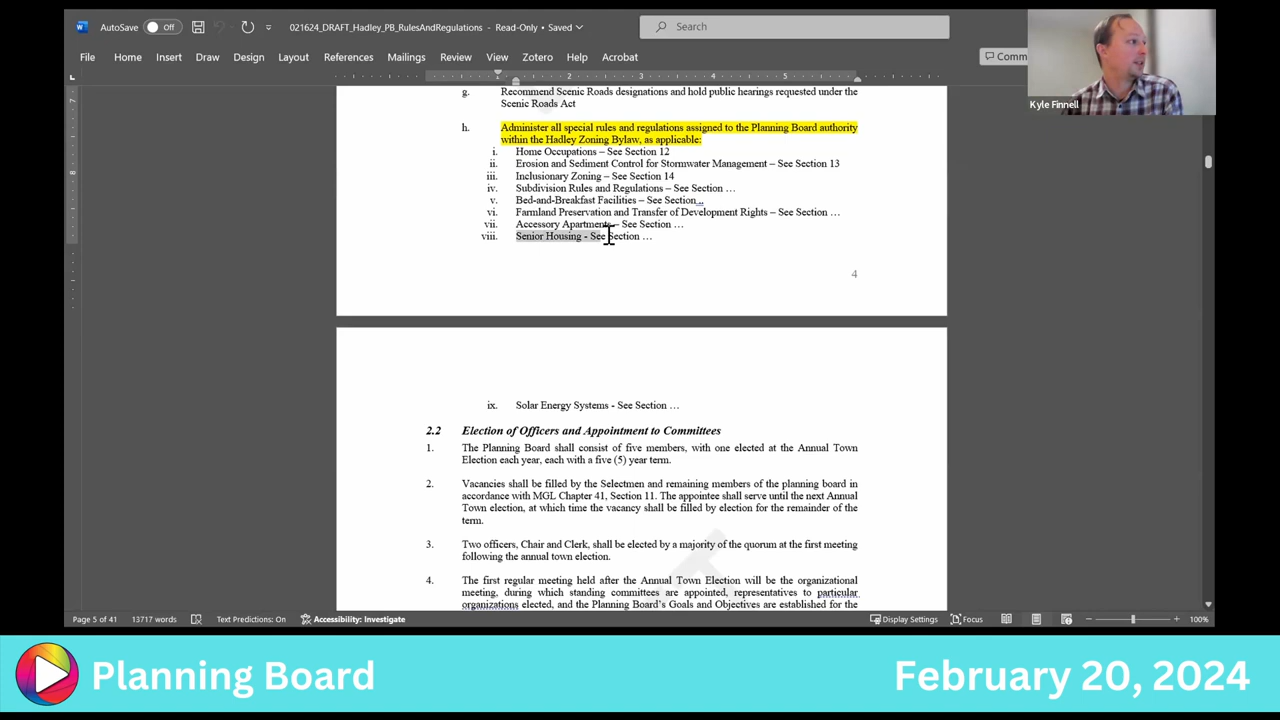 AutoSave Off 021624_DRAFT_Hadley_PB_RulesAndRegulations - Read-Only • Saved Search
File Home Insert Draw Design Layout References Mailings Review View Zotero Help Acrobat
Kyle Finnell
g. Recommend Scenic Roads designations and hold public hearings requested under the
Scenic Roads Act
h. Administer all special rules and regulations assigned to the Planning Board authority
within the Hadley Zoning Bylaw, as applicable:
i. Home Occupations – See Section 12
ii. Erosion and Sediment Control for Stormwater Management – See Section 13
iii. Inclusionary Zoning – See Section 14
iv. Subdivision Rules and Regulations – See Section …
v. Bed-and-Breakfast Facilities – See Section ..
vi. Farmland Preservation and Transfer of Development Rights – See Section …
vii. Accessory Apartments – See Section …
viii. Senior Housing - See Section …
4
ix. Solar Energy Systems - See Section …
2.2 Election of Officers and Appointment to Committees
1. The Planning Board shall consist of five members, with one elected at the Annual Town
Election each year, each with a five (5) year term.
2. Vacancies shall be filled by the Selectmen and remaining members of the planning board in
accordance with MGL Chapter 41, Section 11. The appointee shall serve until the next Annual
Town election, at which time the vacancy shall be filled by election for the remainder of the
term.
3. Two officers, Chair and Clerk, shall be elected by a majority of the quorum at the first meeting
following the annual town election.
4. The first regular meeting held after the Annual Town Election will be the organizational
meeting, during which standing committees are appointed, representatives to particular
organizations elected, and the Planning Board's Goals and Objectives are established for the
Page 5 of 41 13717 words Text Predictions: On Accessibility: Investigate Display Settings Focus 100%
Planning Board February 20, 2024